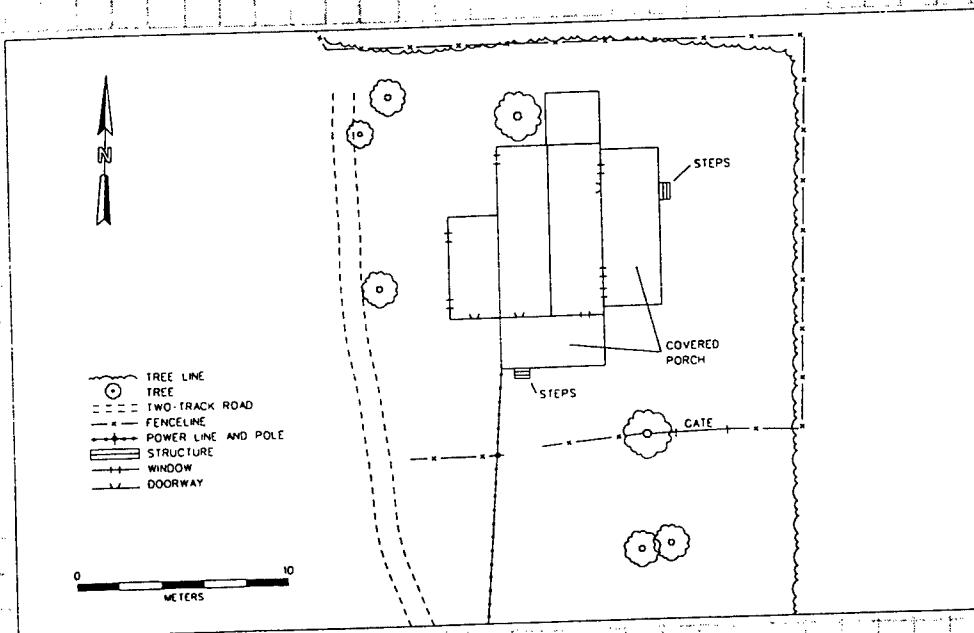 N
STEPS
COVERED
PORCH
STEPS
GATE
TREE LINE
TREE
TWO-TRACK ROAD
FENCELINE
POWER LINE AND POLE
STRUCTURE
WINDOW
DOORWAY
0 10
METERS